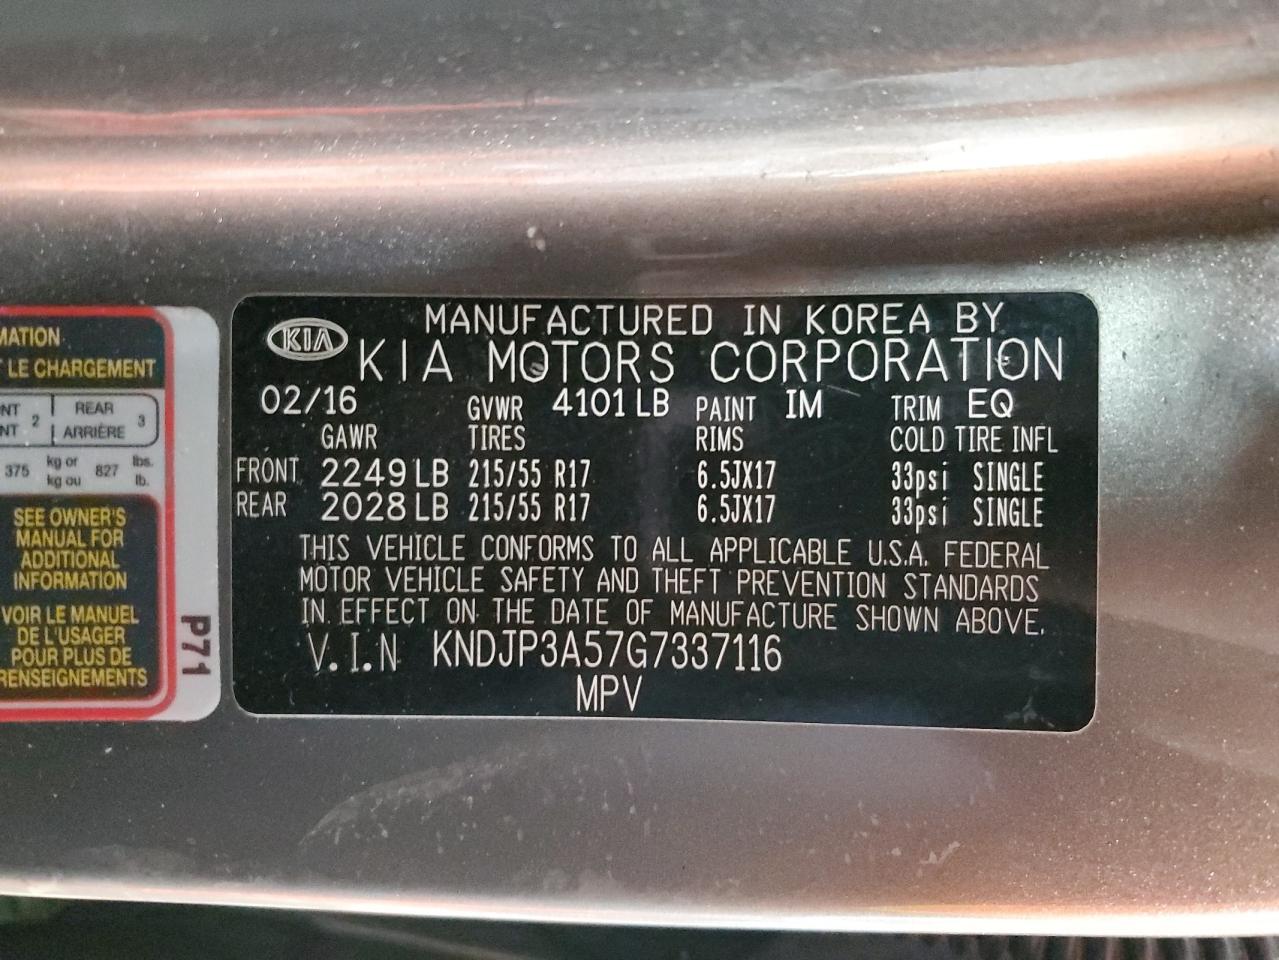 MATION
LE CHARGEMENT
NT 2 REAR 3
NT ARRIÈRE
375 kg or 827 lbs.
kg ou lb.
SEE OWNER'S
MANUAL FOR
ADDITIONAL
INFORMATION
VOIR LE MANUEL
DE L'USAGER
POUR PLUS DE
RENSEIGNEMENTS
P71
KIA
MANUFACTURED IN KOREA BY
KIA MOTORS CORPORATION
02/16 GVWR 4101 LB PAINT IM TRIM EQ
GAWR TIRES RIMS COLD TIRE INFL
FRONT 2249 LB 215/55 R17 6.5JX17 33psi SINGLE
REAR 2028 LB 215/55 R17 6.5JX17 33psi SINGLE
THIS VEHICLE CONFORMS TO ALL APPLICABLE U.S.A. FEDERAL
MOTOR VEHICLE SAFETY AND THEFT PREVENTION STANDARDS
IN EFFECT ON THE DATE OF MANUFACTURE SHOWN ABOVE.
V.I.N KNDJP3A57G7337116
MPV